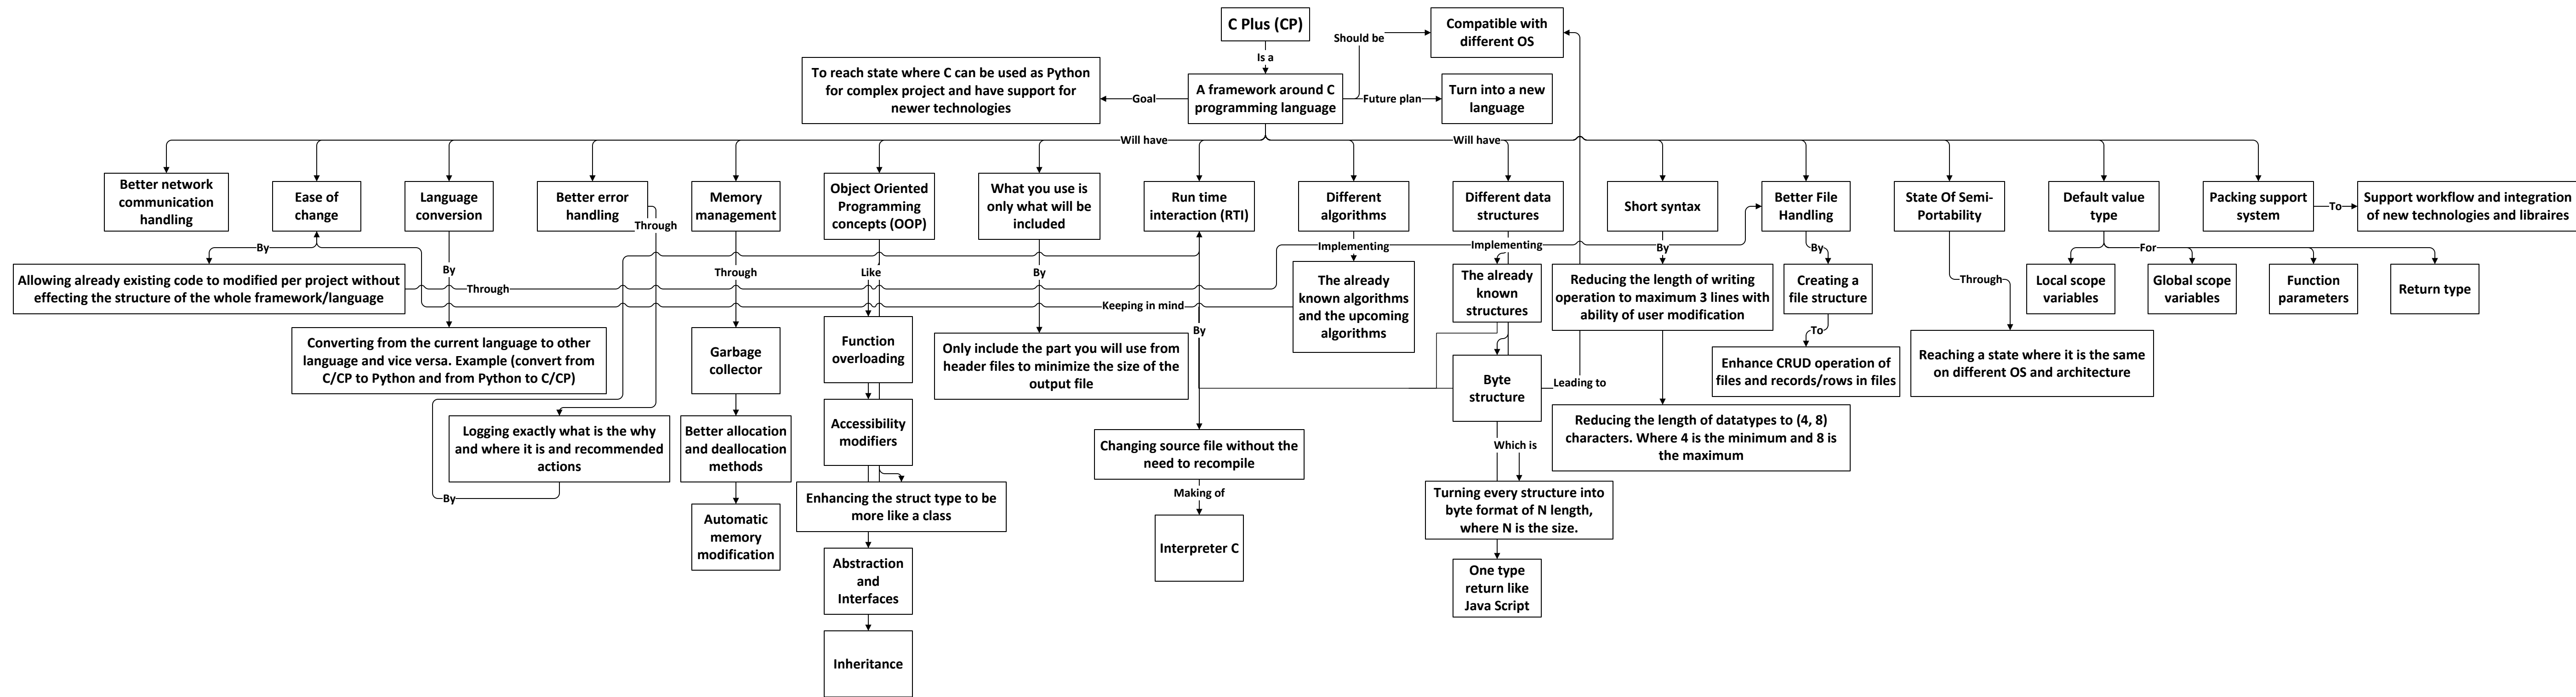 C Plus (CP)
Is a
A framework around C
programming language
Goal
To reach state where C can be used as Python
for complex project and have support for
newer technologies
Should be
Compatible with
different OS
Future plan
Turn into a new
language
Will have
Will have
Better network
communication
handling
Ease of
change
Language
conversion
Better error
handling
Memory
management
Object Oriented
Programming
concepts (OOP)
What you use is
only what will be
included
Run time
interaction (RTI)
Different
algorithms
Different data
structures
Short syntax
Better File
Handling
State Of Semi-
Portability
Default value
type
Packing support
system
To
Support workflow and integration
of new technologies and libraires
By
Allowing already existing code to modified per project without
effecting the structure of the whole framework/language
Through
By
Converting from the current language to other
language and vice versa. Example (convert from
C/CP to Python and from Python to C/CP)
Through
Logging exactly what is the why
and where it is and recommended
actions
By
Through
Garbage
collector
Better allocation
and deallocation
methods
Automatic
memory
modification
Like
Function
overloading
Accessibility
modifiers
Enhancing the struct type to be
more like a class
Abstraction
and
Interfaces
Inheritance
By
Only include the part you will use from
header files to minimize the size of the
output file
By
Changing source file without the
need to recompile
Making of
Interpreter C
Implementing
The already
known algorithms
and the upcoming
algorithms
Keeping in mind
Implementing
The already
known
structures
Byte
structure
Leading to
Which is
Turning every structure into
byte format of N length,
where N is the size.
One type
return like
Java Script
By
Reducing the length of writing
operation to maximum 3 lines with
ability of user modification
Reducing the length of datatypes to (4, 8)
characters. Where 4 is the minimum and 8 is
the maximum
By
Creating a
file structure
To
Enhance CRUD operation of
files and records/rows in files
Through
Reaching a state where it is the same
on different OS and architecture
For
Local scope
variables
Global scope
variables
Function
parameters
Return type